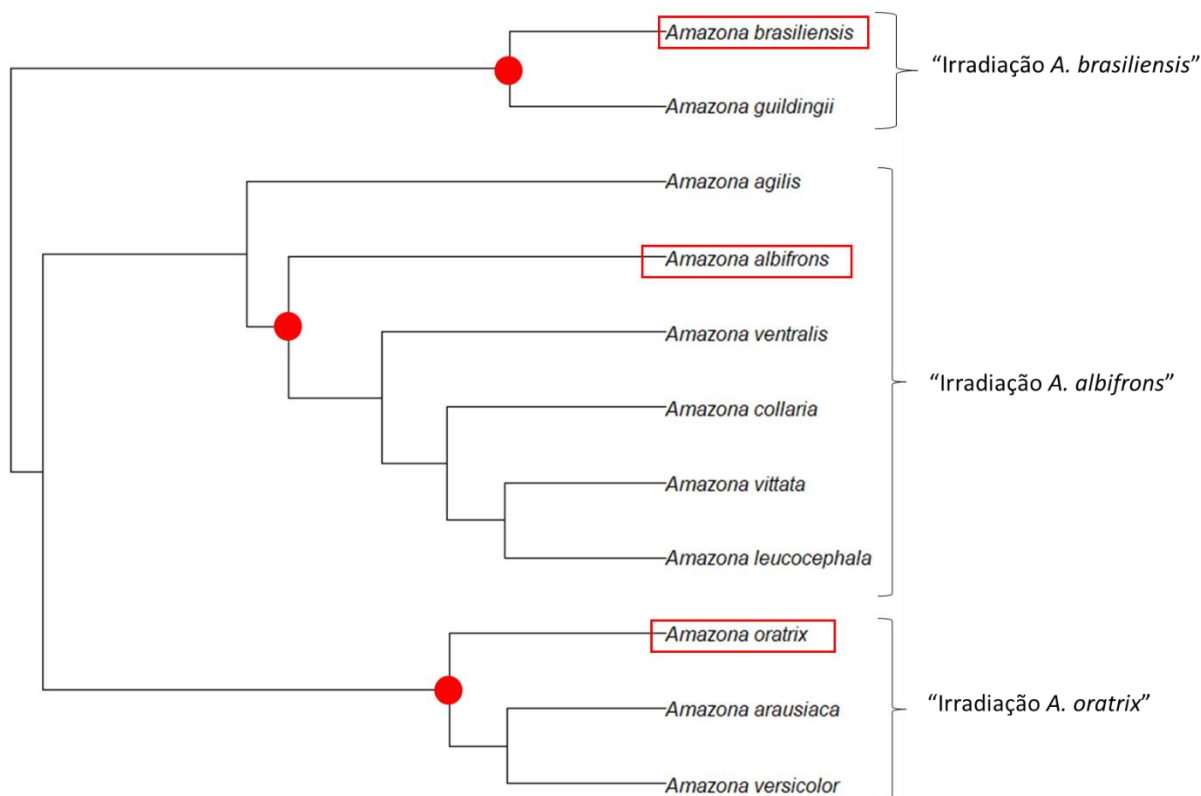 Amazona brasiliensis
"Irradiação A. brasiliensis"
Amazona guildingii
Amazona agilis
Amazona albifrons
Amazona ventralis
"Irradiação A. albifrons"
Amazona collaria
Amazona vittata
Amazona leucocephala
Amazona oratrix
"Irradiação A. oratrix"
Amazona arausiaca
Amazona versicolor